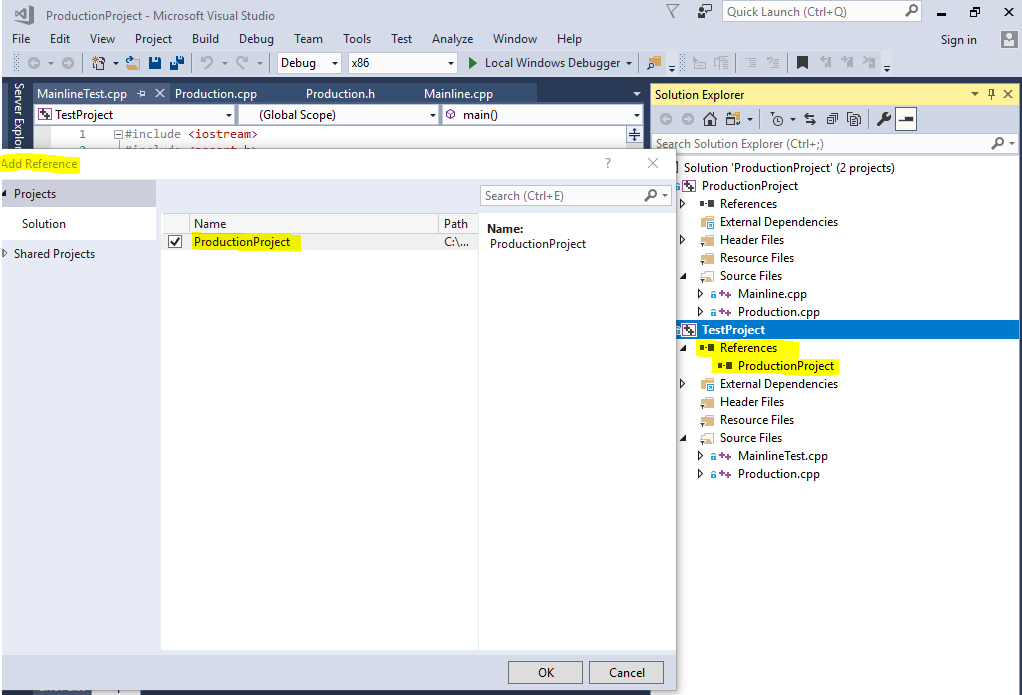 ProductionProject - Microsoft Visual Studio
Quick Launch (Ctrl+Q)
File Edit View Project Build Debug Team Tools Test Analyze Window Help
Sign in
Debug x86 Local Windows Debugger
Server Explor
MainlineTest.cpp Production.cpp Production.h Mainline.cpp
TestProject (Global Scope) main()
1 #include <iostream>
Add Reference
?
Projects
Solution
Shared Projects
Search (Ctrl+E)
Name Path
ProductionProject C:\...
Name:
ProductionProject
OK Cancel
Solution Explorer
Search Solution Explorer (Ctrl+;)
Solution 'ProductionProject' (2 projects)
ProductionProject
References
External Dependencies
Header Files
Resource Files
Source Files
Mainline.cpp
Production.cpp
TestProject
References
ProductionProject
External Dependencies
Header Files
Resource Files
Source Files
MainlineTest.cpp
Production.cpp